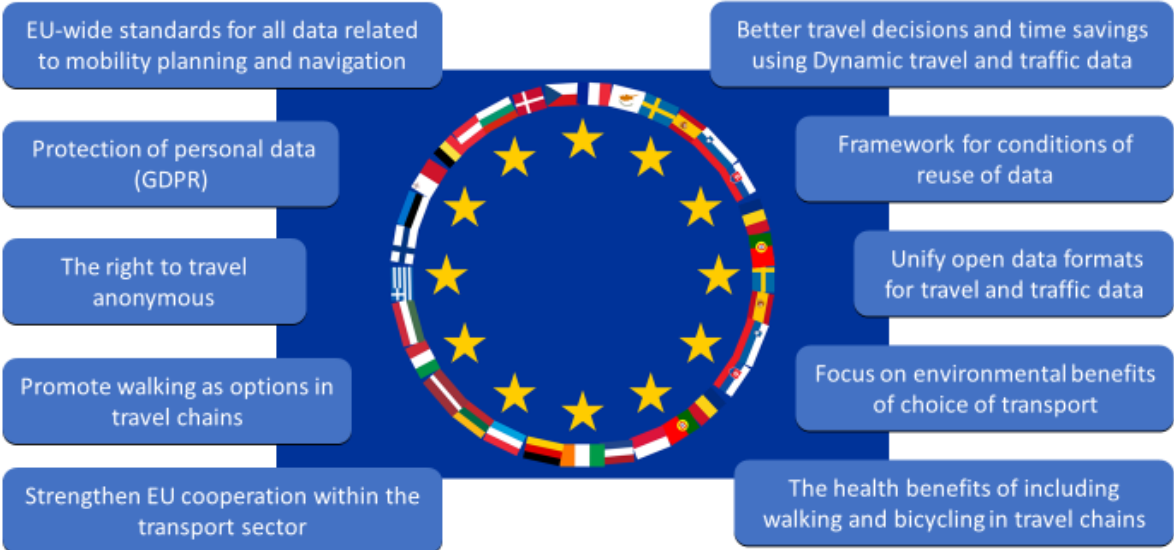 EU-wide standards for all data related
to mobility planning and navigation
Protection of personal data
(GDPR)
The right to travel
anonymous
Promote walking as options in
travel chains
Strengthen EU cooperation within the
transport sector
Better travel decisions and time savings
using Dynamic travel and traffic data
Framework for conditions of
reuse of data
Unify open data formats
for travel and traffic data
Focus on environmental benefits
of choice of transport
The health benefits of including
walking and bicycling in travel chains